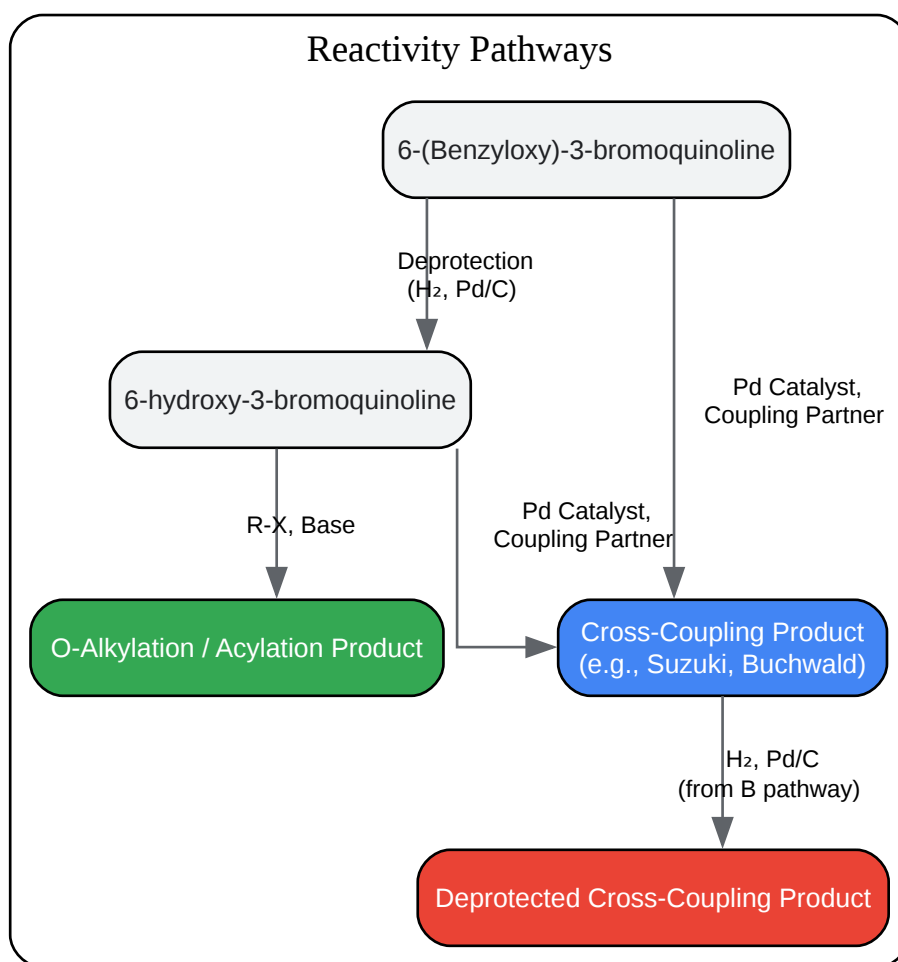 Reactivity Pathways
6-(Benzyloxy)-3-bromoquinoline
Deprotection
(H₂, Pd/C)
6-hydroxy-3-bromoquinoline
Pd Catalyst,
Coupling Partner
R-X, Base
Pd Catalyst,
Coupling Partner
O-Alkylation / Acylation Product
Cross-Coupling Product
(e.g., Suzuki, Buchwald)
H₂, Pd/C
(from B pathway)
Deprotected Cross-Coupling Product